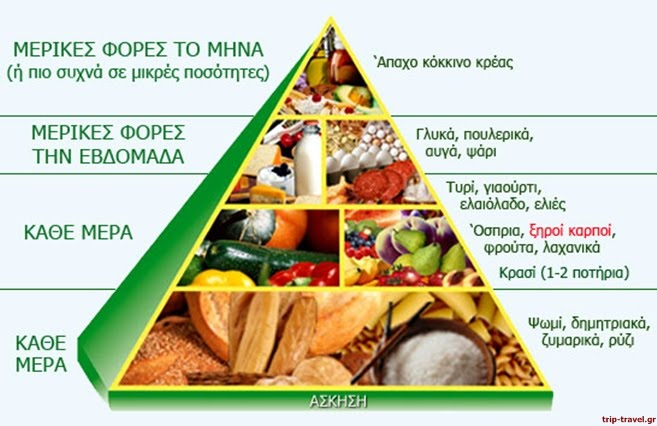 ΜΕΡΙΚΕΣ ΦΟΡΕΣ ΤΟ ΜΗΝΑ
(ή πιο συχνά σε μικρές ποσότητες)
‛Απαχο κόκκινο κρέας
ΜΕΡΙΚΕΣ ΦΟΡΕΣ
ΤΗΝ ΕΒΔΟΜΑΔΑ
Γλυκά, πουλερικά,
αυγά, ψάρι
ΚΑΘΕ ΜΕΡΑ
Τυρί, γιαούρτι,
ελαιόλαδο, ελιές
‛Οσπρια, ξηροί καρποί,
φρούτα, λαχανικά
Κρασί (1-2 ποτήρια)
ΚΑΘΕ
ΜΕΡΑ
Ψωμί, δημητριακά,
ζυμαρικά, ρύζι
ΑΣΚΗΣΗ
trip-travel.gr